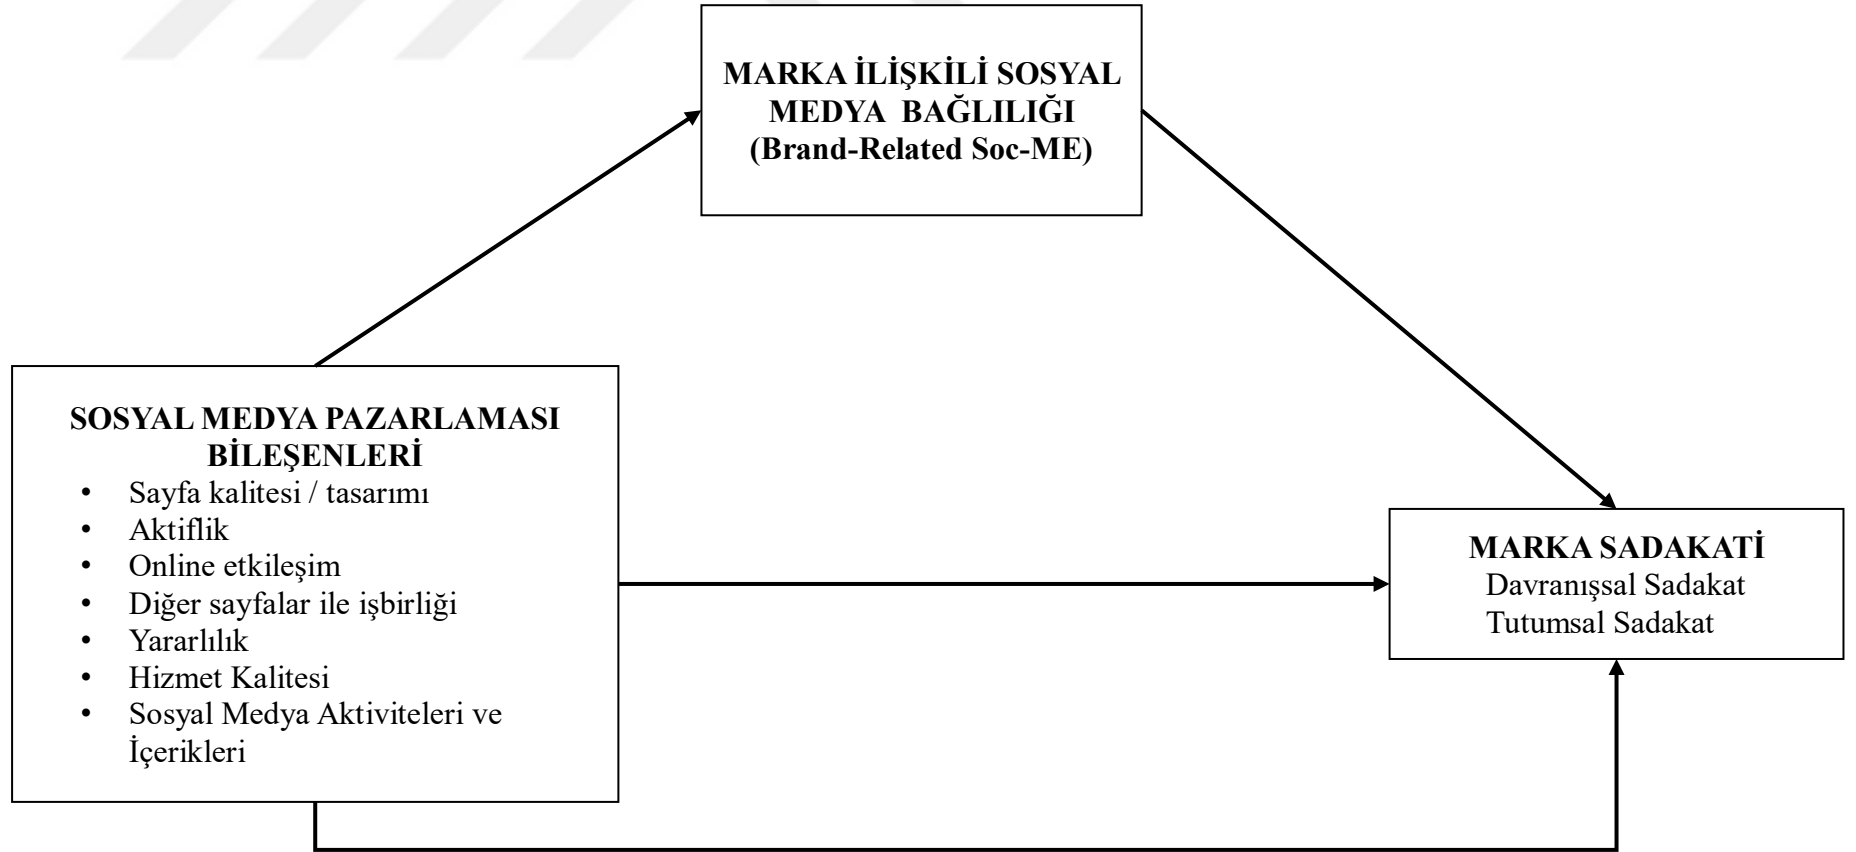 MARKA İLİŞKİLİ SOSYAL
MEDYA BAĞLILIĞI
(Brand-Related Soc-ME)
SOSYAL MEDYA PAZARLAMASI
BİLEŞENLERİ
• Sayfa kalitesi / tasarımı
• Aktiflik
• Online etkileşim
• Diğer sayfalar ile işbirliği
• Yararlılık
• Hizmet Kalitesi
• Sosyal Medya Aktiviteleri ve
İçerikleri
MARKA SADAKATİ
Davranışsal Sadakat
Tutumsal Sadakat